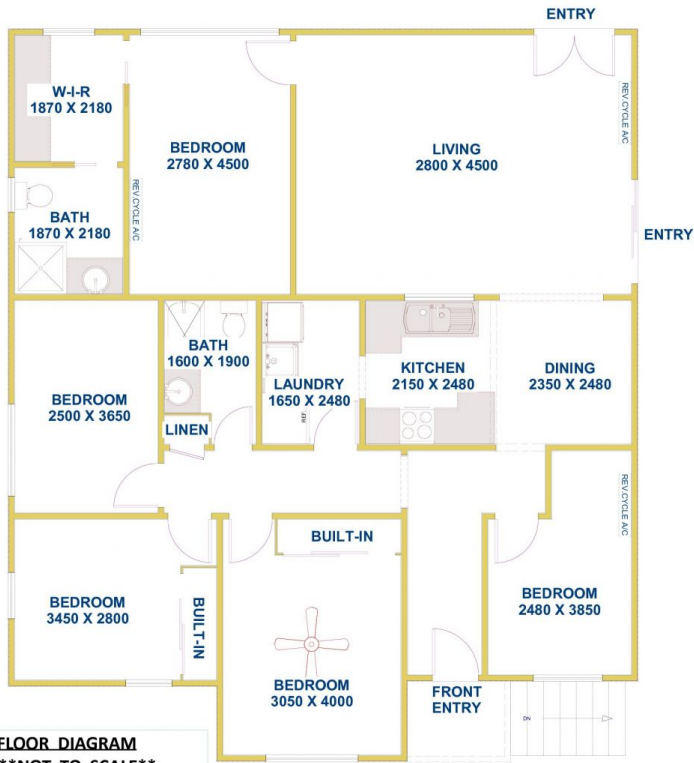 ENTRY
W-I-R
1870 X 2180
BEDROOM
2780 X 4500
LIVING
2800 X 4500
REV.CYCLE A/C
REV.CYCLE A/C
BATH
1870 X 2180
ENTRY
BATH
1600 X 1900
LAUNDRY
1650 X 2480
REF.
KITCHEN
2150 X 2480
DINING
2350 X 2480
BEDROOM
2500 X 3650
LINEN
BUILT-IN
REV.CYCLE A/C
BEDROOM
3450 X 2800
BUILT-IN
BEDROOM
3050 X 4000
BEDROOM
2480 X 3850
FRONT
ENTRY
DN
FLOOR DIAGRAM
**NOT TO SCALE**